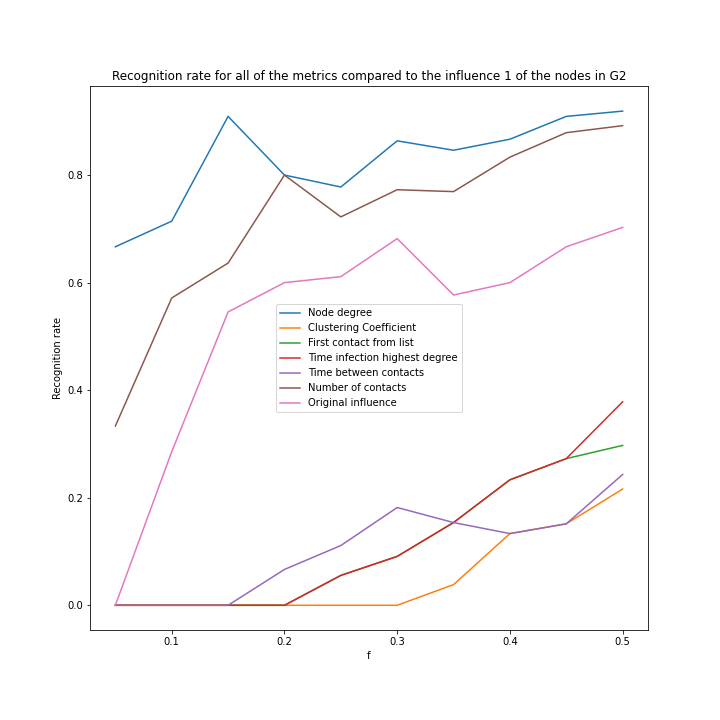 Recognition rate for all of the metrics compared to the influence 1 of the nodes in G2
Recognition rate
0.8
0.6
0.4
0.2
0.0
Node degree
Clustering Coefficient
First contact from list
Time infection highest degree
Time between contacts
Number of contacts
Original influence
0.1 0.2 0.3 0.4 0.5
f